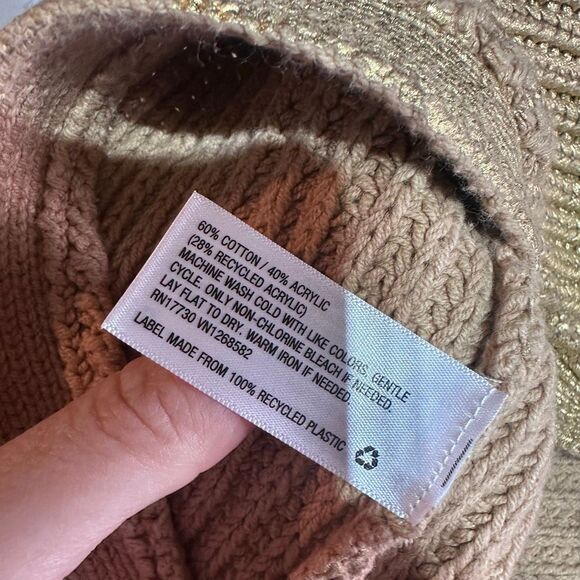 60% COTTON / 40% ACRYLIC
(28% RECYCLED ACRYLIC)
MACHINE WASH COLD WITH LIKE COLORS, GENTLE
CYCLE. ONLY NON-CHLORINE BLEACH IF NEEDED.
LAY FLAT TO DRY. WARM IRON IF NEEDED.
RN17730 VN1268562
LABEL MADE FROM 100% RECYCLED PLASTIC